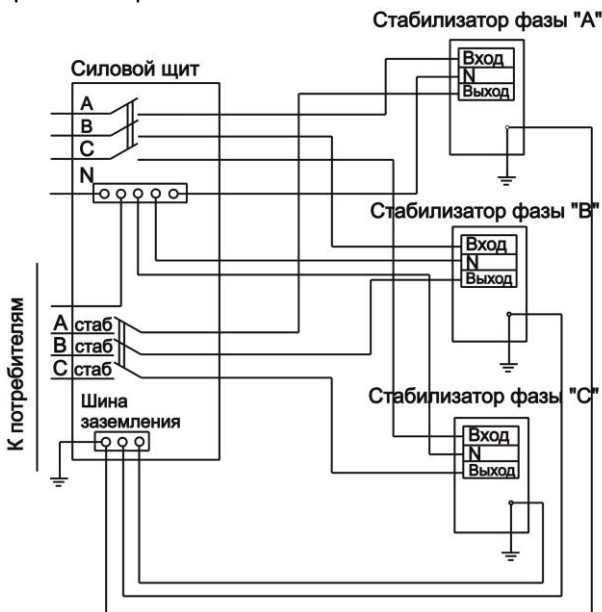 Стабилизатор фазы "А"
Вход
N
Выход
Силовой щит
A
B
C
N
Стабилизатор фазы "В"
Вход
N
Выход
К потребителям
А стаб
В стаб
С стаб
Шина
заземления
Стабилизатор фазы "С"
Вход
N
Выход